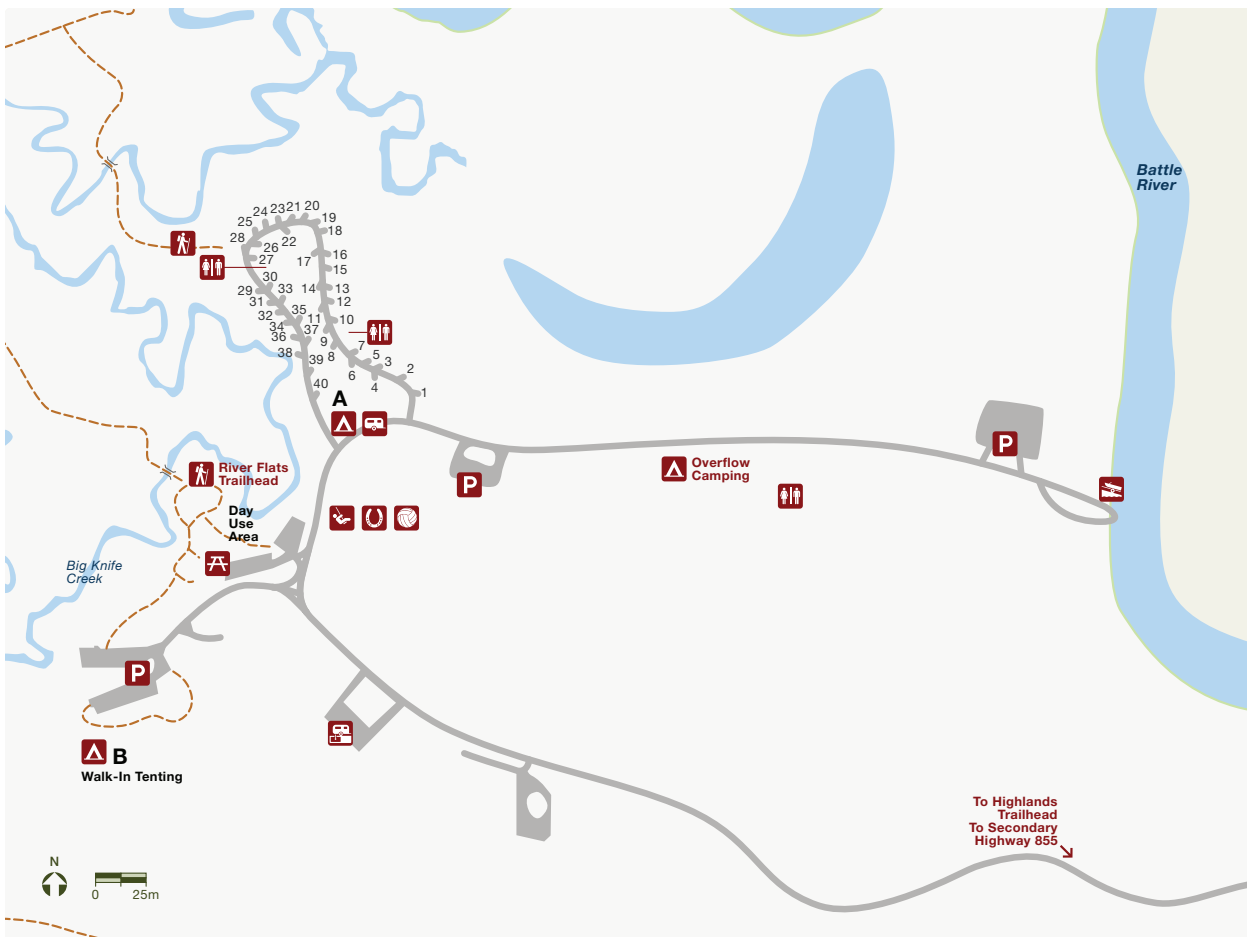 Battle
River
20
21
23
24
25
19
18
28
22
26
27
17
16
15
30
29
33
14
13
31
12
32
35
11
10
34
37
36
9
7
38
39
8
5
3
6
2
40
4
1
A
P
P
Overflow
Camping
River Flats
Trailhead
Day
Use
Area
Big Knife
Creek
P
B
Walk-In Tenting
To Highlands
Trailhead
To Secondary
Highway 855
N
0 25m